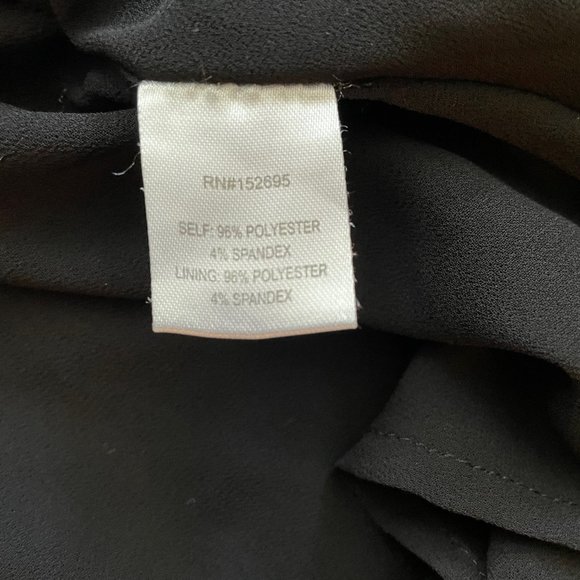 RN#152695
SELF: 96% POLYESTER
4% SPANDEX
LINING: 96% POLYESTER
4% SPANDEX